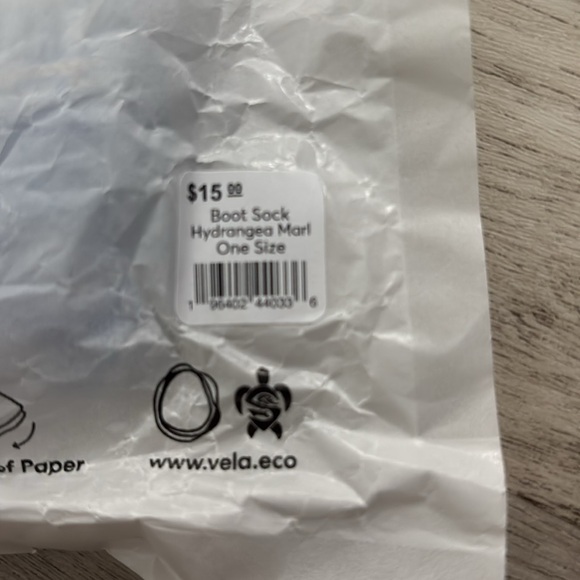 $15 00
Boot Sock
Hydrangea Marl
One Size
1 96402 44033 6
of Paper
www.vela.eco